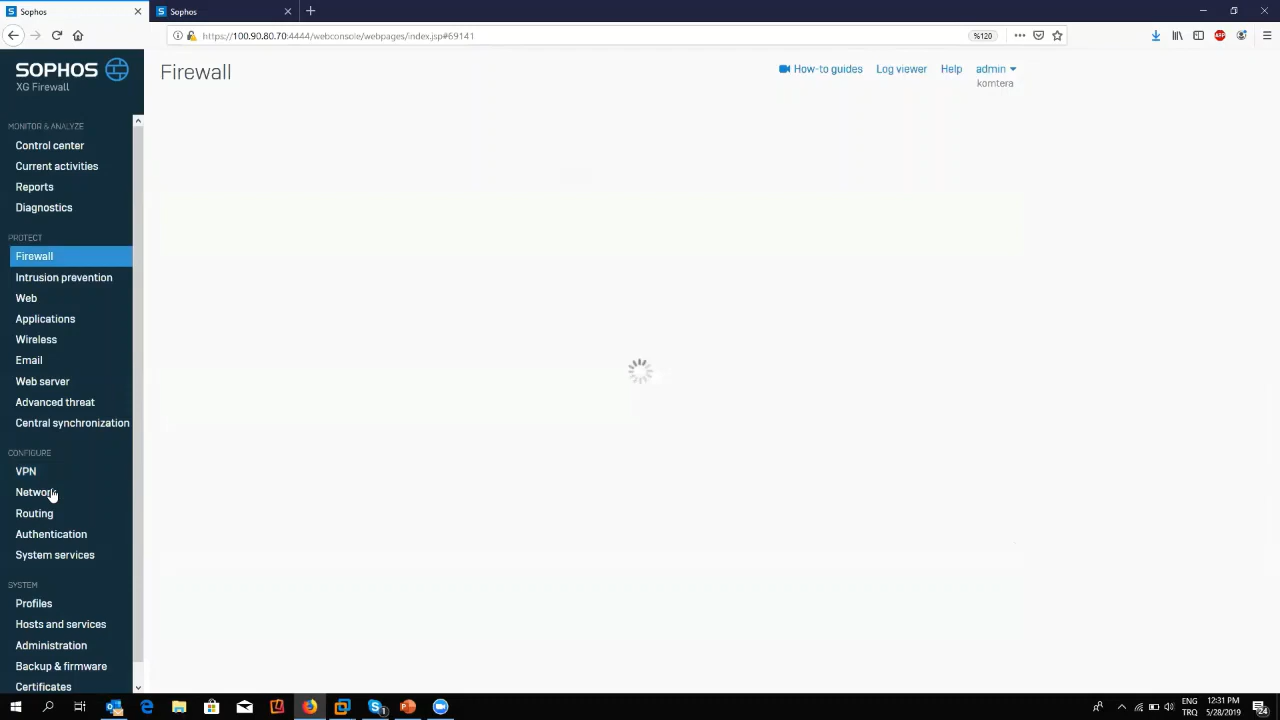 Sophos
Sophos
https://100.90.80.70:4444/webconsole/webpages/index.jsp#69141
%120
SOPHOS
XG Firewall
Firewall
How-to guides
Log viewer
Help
admin
komtera
MONITOR & ANALYZE
Control center
Current activities
Reports
Diagnostics
PROTECT
Firewall
Intrusion prevention
Web
Applications
Wireless
Email
Web server
Advanced threat
Central synchronization
CONFIGURE
VPN
Network
Routing
Authentication
System services
SYSTEM
Profiles
Hosts and services
Administration
Backup & firmware
Certificates
ENG
TRQ
12:31 PM
5/28/2019
24